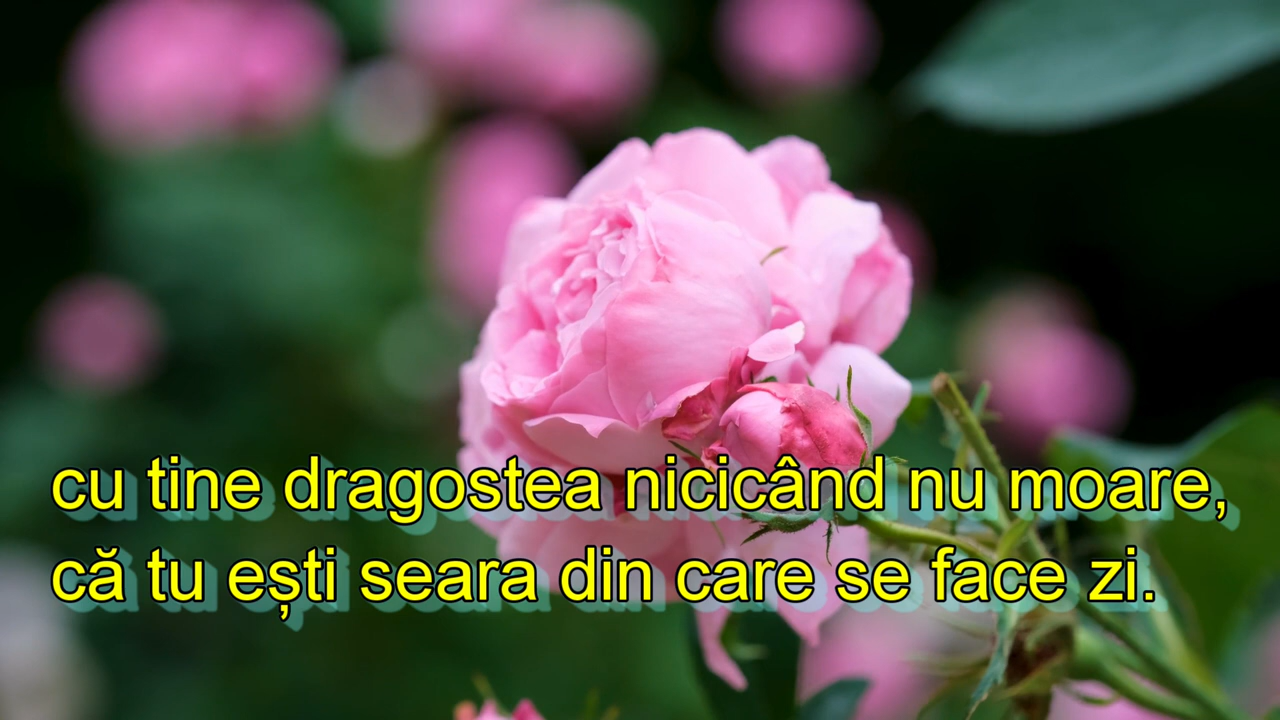 cu tine dragostea nicicând nu moare,
că tu ești seara din care se face zi.